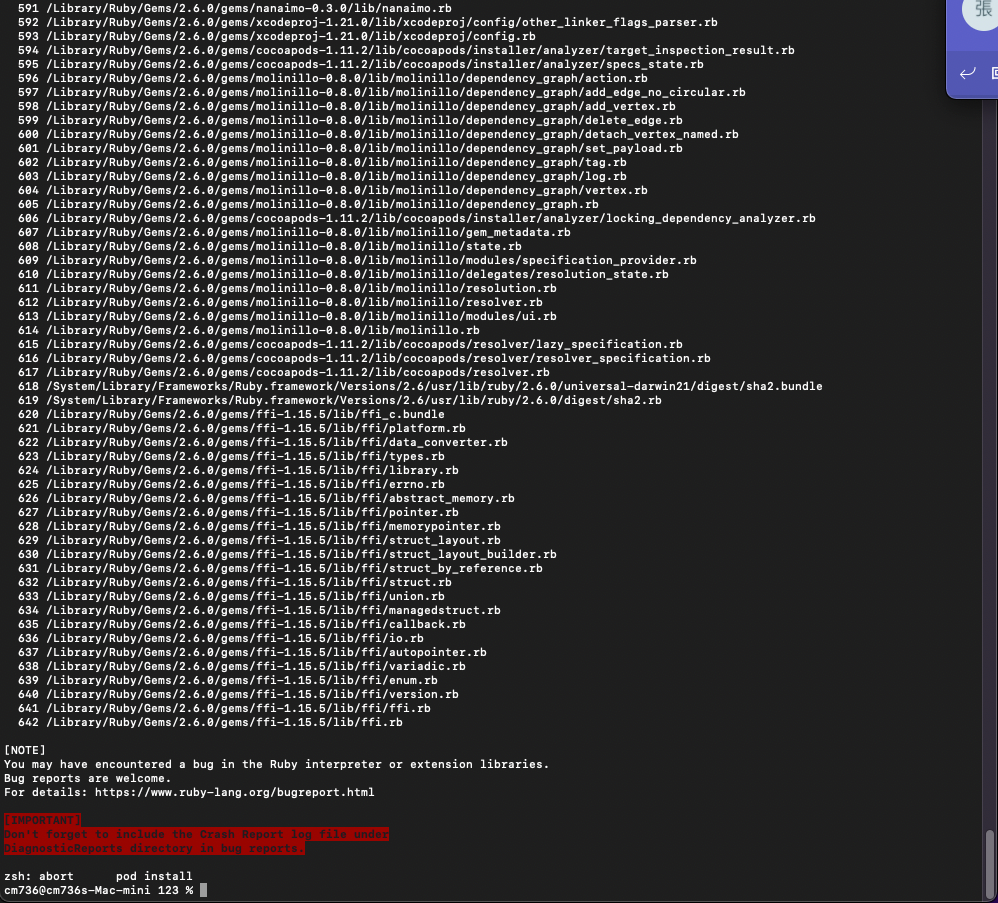 591 /Library/Ruby/Gems/2.6.0/gems/nanaimo-0.3.0/lib/nanaimo.rb
592 /Library/Ruby/Gems/2.6.0/gems/xcodeproj-1.21.0/lib/xcodeproj/config/other_linker_flags_parser.rb
593 /Library/Ruby/Gems/2.6.0/gems/xcodeproj-1.21.0/lib/xcodeproj/config.rb
594 /Library/Ruby/Gems/2.6.0/gems/cocoapods-1.11.2/lib/cocoapods/installer/analyzer/target_inspection_result.rb
595 /Library/Ruby/Gems/2.6.0/gems/cocoapods-1.11.2/lib/cocoapods/installer/analyzer/specs_state.rb
596 /Library/Ruby/Gems/2.6.0/gems/molinillo-0.8.0/lib/molinillo/dependency_graph/action.rb
597 /Library/Ruby/Gems/2.6.0/gems/molinillo-0.8.0/lib/molinillo/dependency_graph/add_edge_no_circular.rb
598 /Library/Ruby/Gems/2.6.0/gems/molinillo-0.8.0/lib/molinillo/dependency_graph/add_vertex.rb
599 /Library/Ruby/Gems/2.6.0/gems/molinillo-0.8.0/lib/molinillo/dependency_graph/delete_edge.rb
600 /Library/Ruby/Gems/2.6.0/gems/molinillo-0.8.0/lib/molinillo/dependency_graph/detach_vertex_named.rb
601 /Library/Ruby/Gems/2.6.0/gems/molinillo-0.8.0/lib/molinillo/dependency_graph/set_payload.rb
602 /Library/Ruby/Gems/2.6.0/gems/molinillo-0.8.0/lib/molinillo/dependency_graph/tag.rb
603 /Library/Ruby/Gems/2.6.0/gems/molinillo-0.8.0/lib/molinillo/dependency_graph/log.rb
604 /Library/Ruby/Gems/2.6.0/gems/molinillo-0.8.0/lib/molinillo/dependency_graph/vertex.rb
605 /Library/Ruby/Gems/2.6.0/gems/molinillo-0.8.0/lib/molinillo/dependency_graph.rb
606 /Library/Ruby/Gems/2.6.0/gems/cocoapods-1.11.2/lib/cocoapods/installer/analyzer/locking_dependency_analyzer.rb
607 /Library/Ruby/Gems/2.6.0/gems/molinillo-0.8.0/lib/molinillo/gem_metadata.rb
608 /Library/Ruby/Gems/2.6.0/gems/molinillo-0.8.0/lib/molinillo/state.rb
609 /Library/Ruby/Gems/2.6.0/gems/molinillo-0.8.0/lib/molinillo/modules/specification_provider.rb
610 /Library/Ruby/Gems/2.6.0/gems/molinillo-0.8.0/lib/molinillo/delegates/resolution_state.rb
611 /Library/Ruby/Gems/2.6.0/gems/molinillo-0.8.0/lib/molinillo/resolution.rb
612 /Library/Ruby/Gems/2.6.0/gems/molinillo-0.8.0/lib/molinillo/resolver.rb
613 /Library/Ruby/Gems/2.6.0/gems/molinillo-0.8.0/lib/molinillo/modules/ui.rb
614 /Library/Ruby/Gems/2.6.0/gems/molinillo-0.8.0/lib/molinillo.rb
615 /Library/Ruby/Gems/2.6.0/gems/cocoapods-1.11.2/lib/cocoapods/resolver/lazy_specification.rb
616 /Library/Ruby/Gems/2.6.0/gems/cocoapods-1.11.2/lib/cocoapods/resolver/resolver_specification.rb
617 /Library/Ruby/Gems/2.6.0/gems/cocoapods-1.11.2/lib/cocoapods/resolver.rb
618 /System/Library/Frameworks/Ruby.framework/Versions/2.6/usr/lib/ruby/2.6.0/universal-darwin21/digest/sha2.bundle
619 /System/Library/Frameworks/Ruby.framework/Versions/2.6/usr/lib/ruby/2.6.0/digest/sha2.rb
620 /Library/Ruby/Gems/2.6.0/gems/ffi-1.15.5/lib/ffi_c.bundle
621 /Library/Ruby/Gems/2.6.0/gems/ffi-1.15.5/lib/ffi/platform.rb
622 /Library/Ruby/Gems/2.6.0/gems/ffi-1.15.5/lib/ffi/data_converter.rb
623 /Library/Ruby/Gems/2.6.0/gems/ffi-1.15.5/lib/ffi/types.rb
624 /Library/Ruby/Gems/2.6.0/gems/ffi-1.15.5/lib/ffi/library.rb
625 /Library/Ruby/Gems/2.6.0/gems/ffi-1.15.5/lib/ffi/errno.rb
626 /Library/Ruby/Gems/2.6.0/gems/ffi-1.15.5/lib/ffi/abstract_memory.rb
627 /Library/Ruby/Gems/2.6.0/gems/ffi-1.15.5/lib/ffi/pointer.rb
628 /Library/Ruby/Gems/2.6.0/gems/ffi-1.15.5/lib/ffi/memorypointer.rb
629 /Library/Ruby/Gems/2.6.0/gems/ffi-1.15.5/lib/ffi/struct_layout.rb
630 /Library/Ruby/Gems/2.6.0/gems/ffi-1.15.5/lib/ffi/struct_layout_builder.rb
631 /Library/Ruby/Gems/2.6.0/gems/ffi-1.15.5/lib/ffi/struct_by_reference.rb
632 /Library/Ruby/Gems/2.6.0/gems/ffi-1.15.5/lib/ffi/struct.rb
633 /Library/Ruby/Gems/2.6.0/gems/ffi-1.15.5/lib/ffi/union.rb
634 /Library/Ruby/Gems/2.6.0/gems/ffi-1.15.5/lib/ffi/managedstruct.rb
635 /Library/Ruby/Gems/2.6.0/gems/ffi-1.15.5/lib/ffi/callback.rb
636 /Library/Ruby/Gems/2.6.0/gems/ffi-1.15.5/lib/ffi/io.rb
637 /Library/Ruby/Gems/2.6.0/gems/ffi-1.15.5/lib/ffi/autopointer.rb
638 /Library/Ruby/Gems/2.6.0/gems/ffi-1.15.5/lib/ffi/variadic.rb
639 /Library/Ruby/Gems/2.6.0/gems/ffi-1.15.5/lib/ffi/enum.rb
640 /Library/Ruby/Gems/2.6.0/gems/ffi-1.15.5/lib/ffi/version.rb
641 /Library/Ruby/Gems/2.6.0/gems/ffi-1.15.5/lib/ffi/ffi.rb
642 /Library/Ruby/Gems/2.6.0/gems/ffi-1.15.5/lib/ffi.rb
[NOTE]
You may have encountered a bug in the Ruby interpreter or extension libraries.
Bug reports are welcome.
For details: https://www.ruby-lang.org/bugreport.html
[IMPORTANT]
Don't forget to include the Crash Report log file under
DiagnosticReports directory in bug reports.
zsh: abort      pod install
cm736@cm736s-Mac-mini 123 %
張